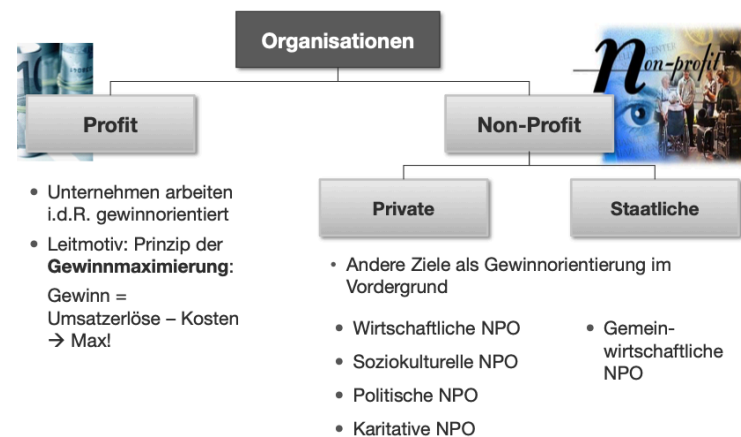 Organisationen
Non-profit
Profit
Non-Profit
Private
Staatliche
• Unternehmen arbeiten
i.d.R. gewinnorientiert
• Leitmotiv: Prinzip der
Gewinnmaximierung:
Gewinn =
Umsatzerlöse – Kosten
→ Max!
• Andere Ziele als Gewinnorientierung im
Vordergrund
• Wirtschaftliche NPO
• Soziokulturelle NPO
• Politische NPO
• Karitative NPO
• Gemein-
wirtschaftliche
NPO